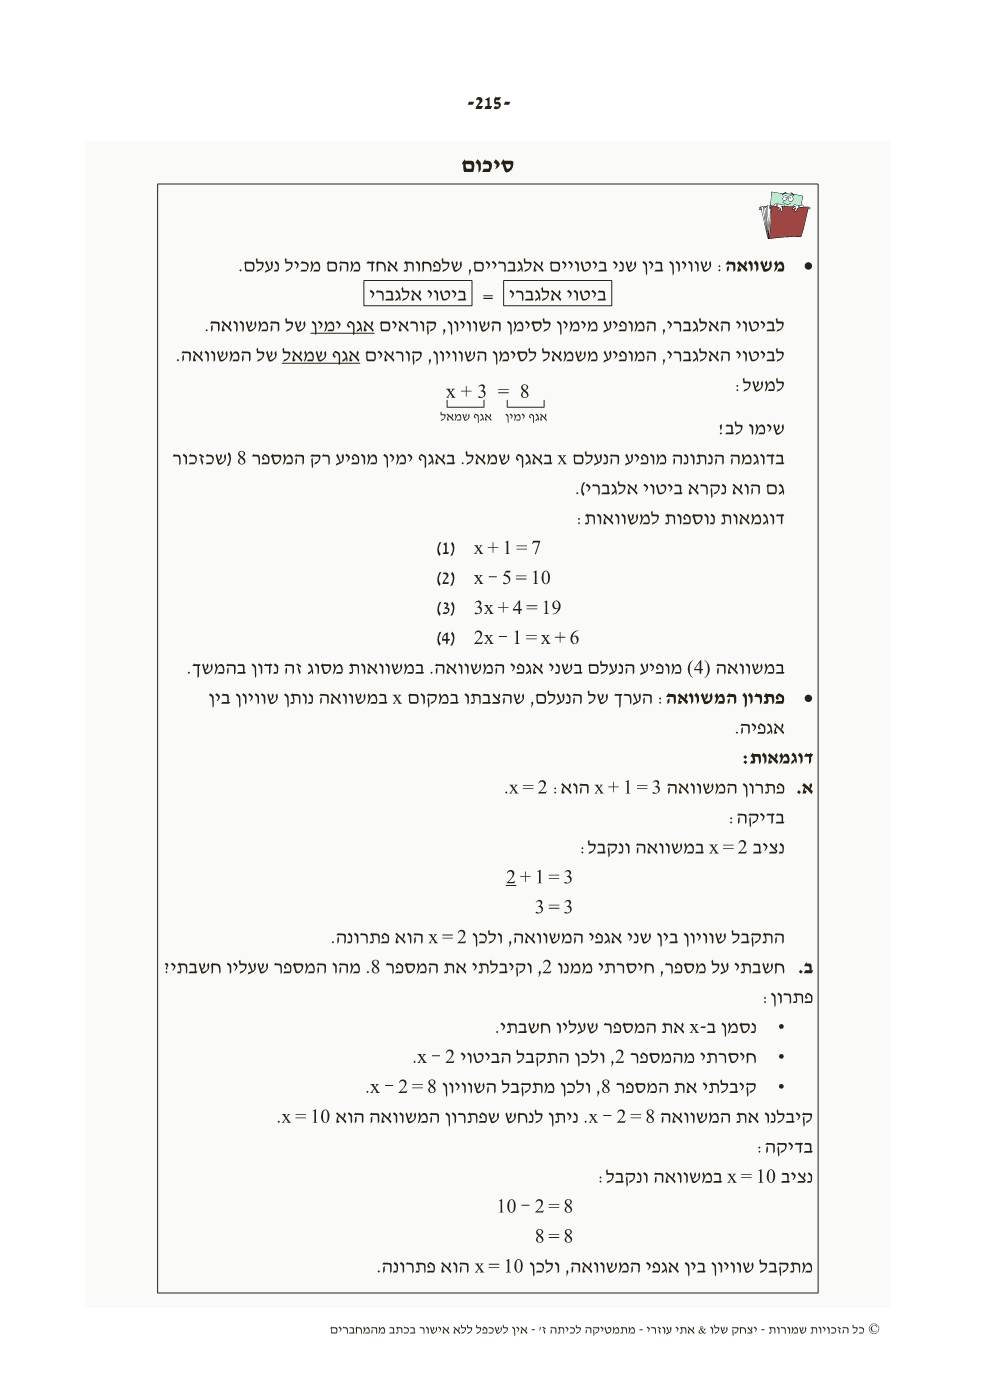 -215-
סיכום
• משוואה: שוויון בין שני ביטויים אלגבריים, שלפחות אחד מהם מכיל נעלם.
ביטוי אלגברי = ביטוי אלגברי
לביטוי האלגברי, המופיע מימין לסימן השוויון, קוראים אגף ימין של המשוואה.
לביטוי האלגברי, המופיע משמאל לסימן השוויון, קוראים אגף שמאל של המשוואה.
למשל:
x + 3 = 8
אגף שמאל אגף ימין
שימו לב!
בדוגמה הנתונה מופיע הנעלם x באגף שמאל. באגף ימין מופיע רק המספר 8 (שכזכור
גם הוא נקרא ביטוי אלגברי).
דוגמאות נוספות למשוואות:
(1) x + 1 = 7
(2) x − 5 = 10
(3) 3x + 4 = 19
(4) 2x − 1 = x + 6
במשוואה (4) מופיע הנעלם בשני אגפי המשוואה. במשוואות מסוג זה נדון בהמשך.
• פתרון המשוואה: הערך של הנעלם, שהצבתו במקום x במשוואה נותן שוויון בין
אגפיה.
דוגמאות:
א. פתרון המשוואה x + 1 = 3 הוא: x = 2.
בדיקה:
נציב x = 2 במשוואה ונקבל:
2 + 1 = 3
3 = 3
התקבל שוויון בין שני אגפי המשוואה, ולכן x = 2 הוא פתרונה.
ב. חשבתי על מספר, חיסרתי ממנו 2, וקיבלתי את המספר 8. מהו המספר שעליו חשבתי?
פתרון:
• נסמן ב-x את המספר שעליו חשבתי.
• חיסרתי מהמספר 2, ולכן התקבל הביטוי x − 2.
• קיבלתי את המספר 8, ולכן מתקבל השוויון x − 2 = 8.
קיבלנו את המשוואה x − 2 = 8. ניתן לנחש שפתרון המשוואה הוא x = 10.
בדיקה:
נציב x = 10 במשוואה ונקבל:
10 − 2 = 8
8 = 8
מתקבל שוויון בין אגפי המשוואה, ולכן x = 10 הוא פתרונה.
© כל הזכויות שמורות - יצחק שלו & אתי עוזרי - מתמטיקה לכיתה ז' - אין לשכפל ללא אישור בכתב מהמחברים